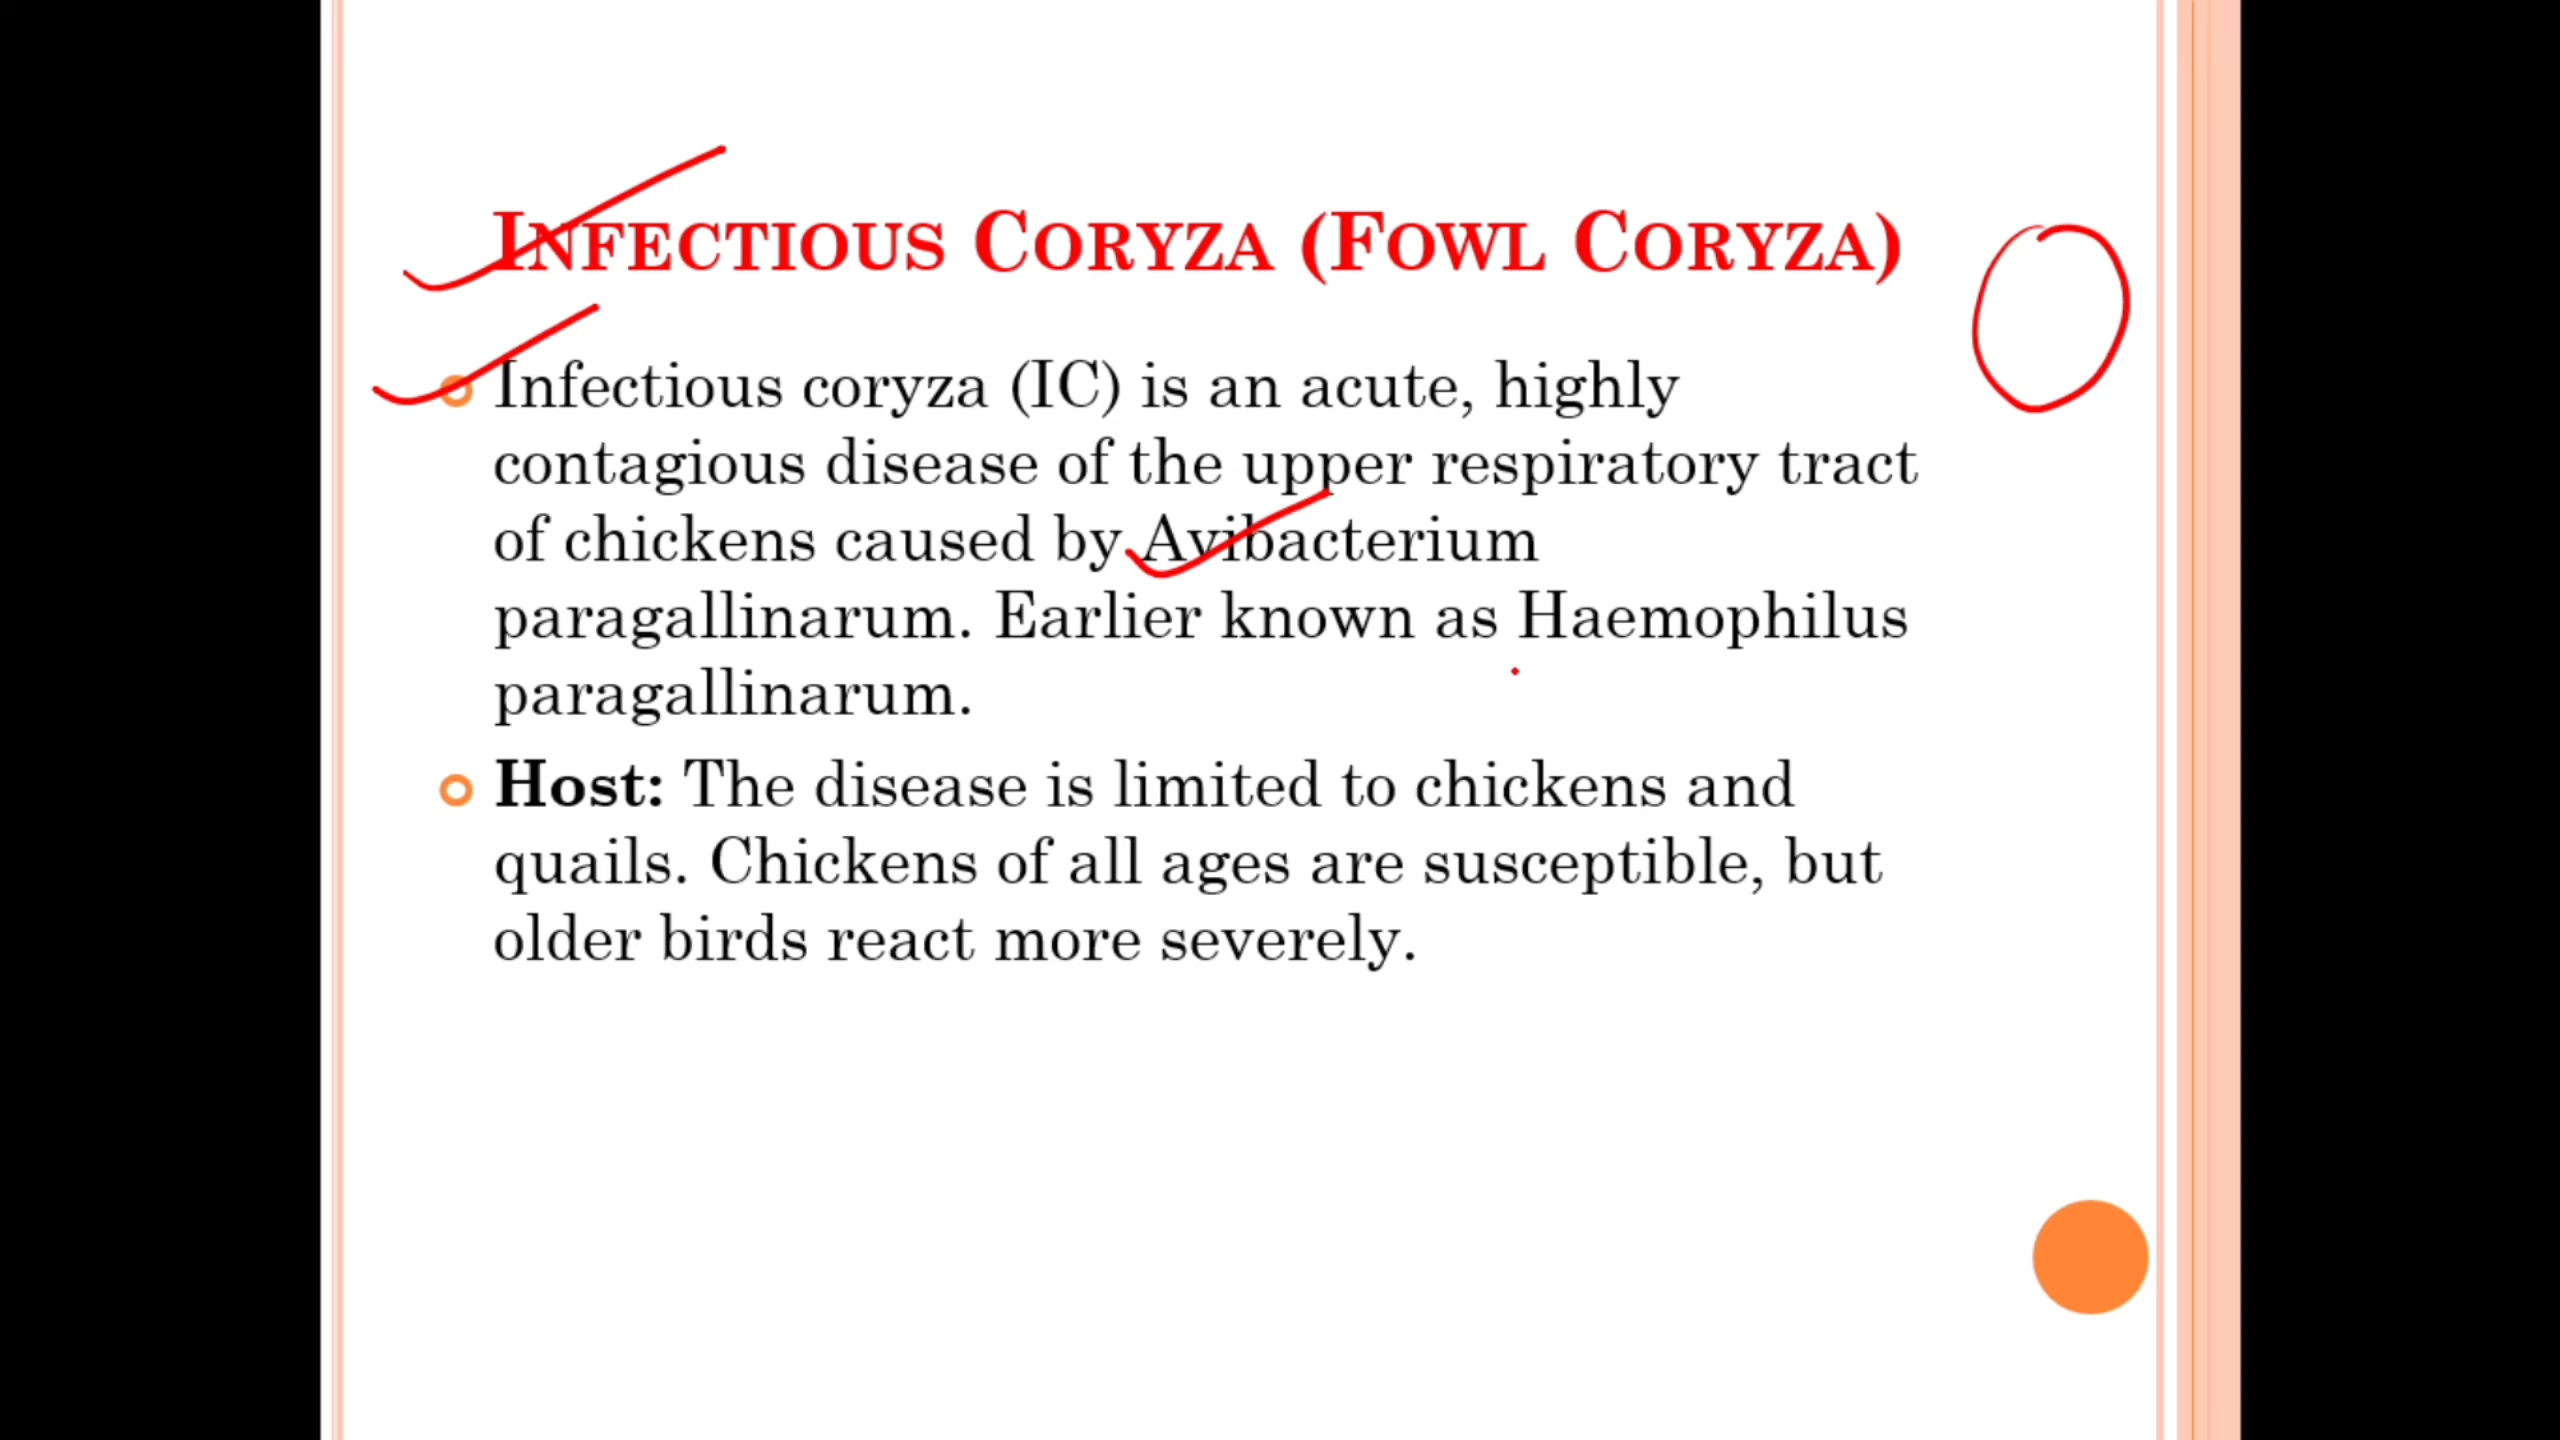 INFECTIOUS CORYZA (FOWL CORYZA)
Infectious coryza (IC) is an acute, highly
contagious disease of the upper respiratory tract
of chickens caused by Avibacterium
paragallinarum. Earlier known as Haemophilus
paragallinarum.
Host: The disease is limited to chickens and
quails. Chickens of all ages are susceptible, but
older birds react more severely.